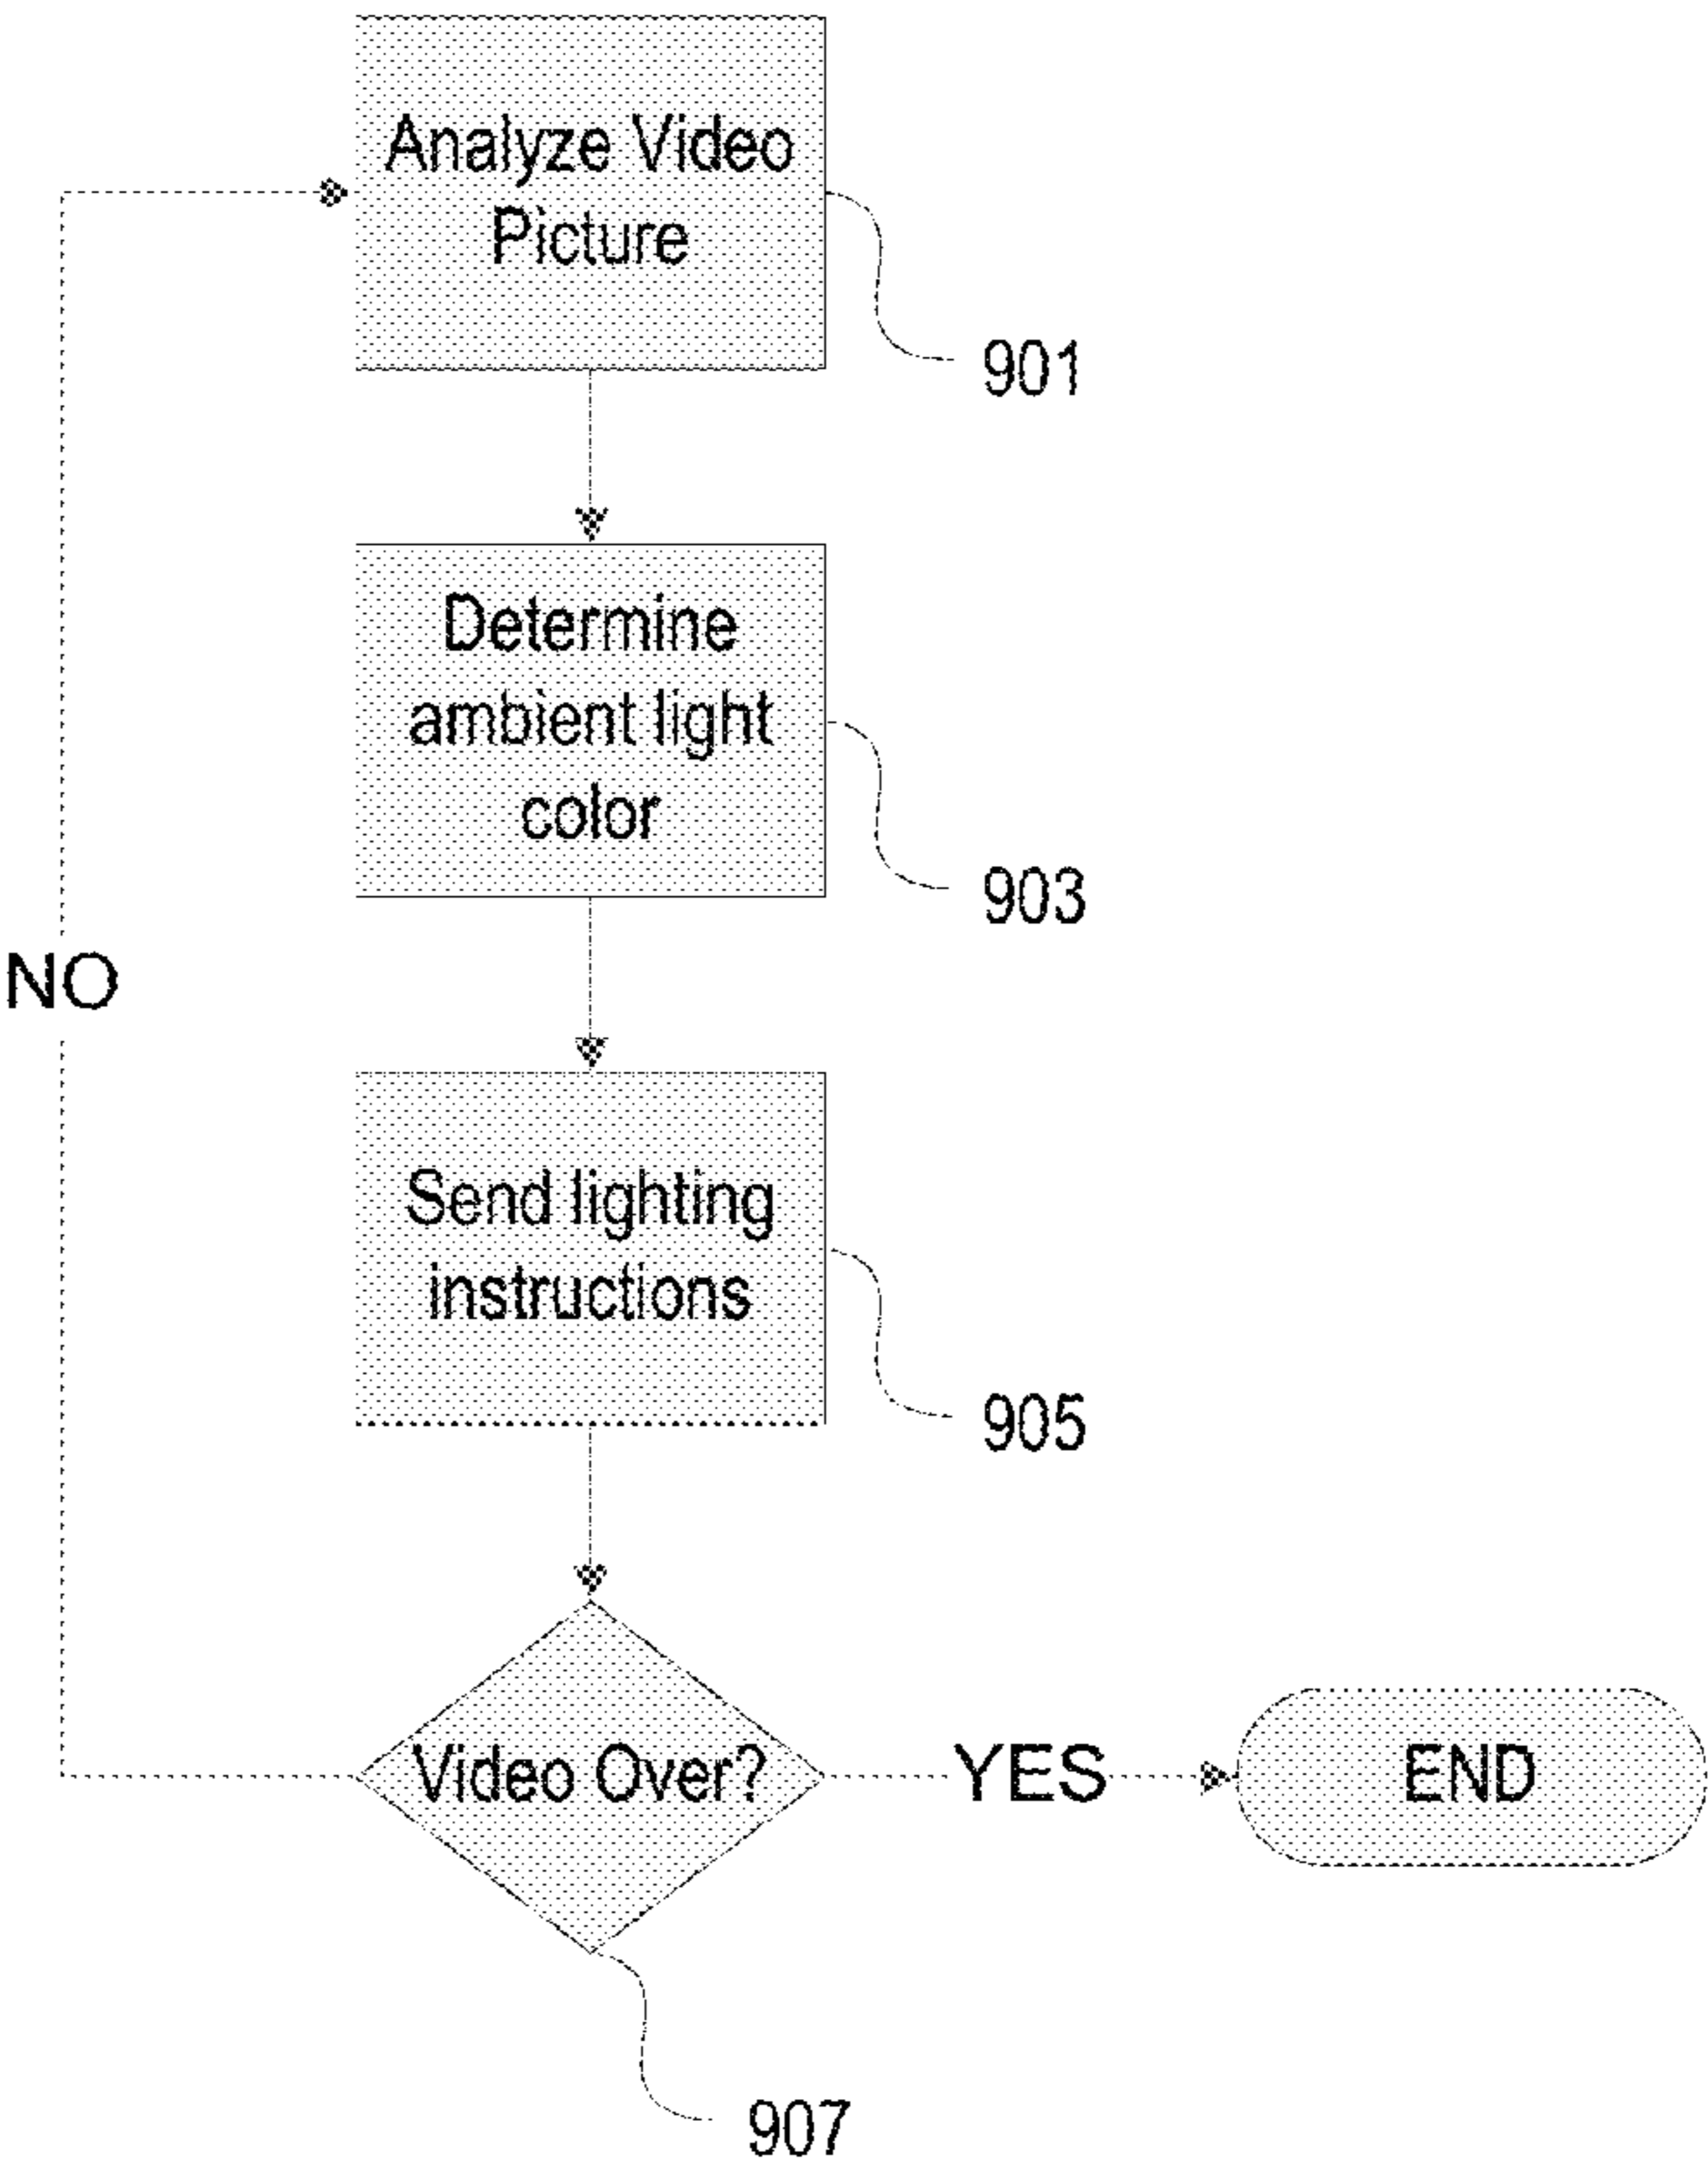 Analyze Video
Picture
901
Determine
ambient light
color
903
NO
Send lighting
instructions
905
Video Over?
YES
END
907